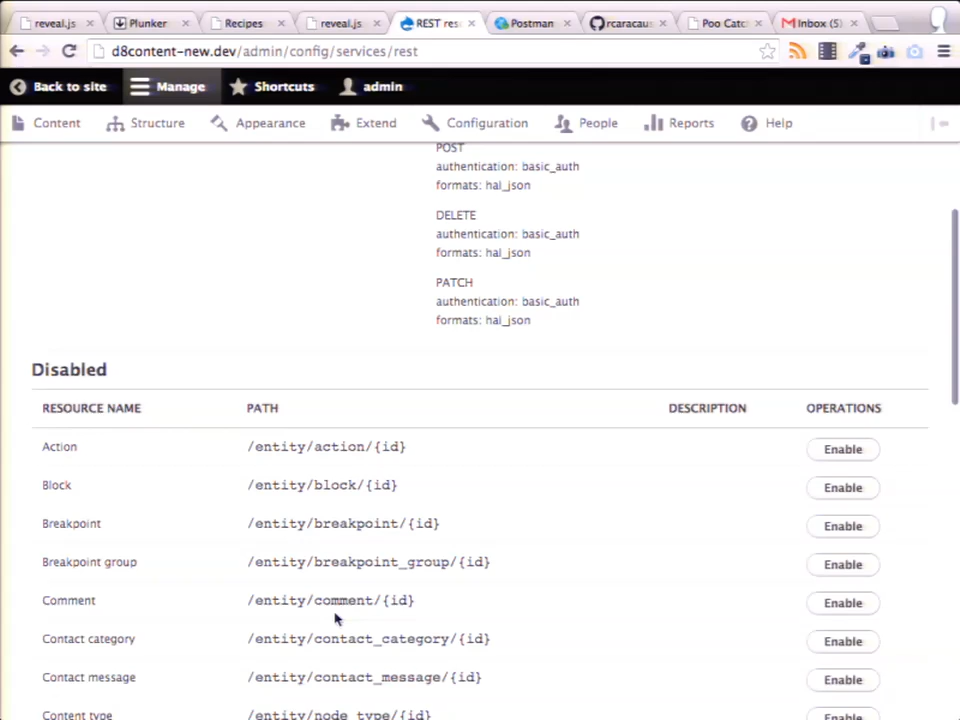 reveal.js
Plunker
Recipes
reveal.js
REST res
Postman
rcaracaus
Poo Catc
Inbox (5)
d8content-new.dev/admin/config/services/rest
Back to site
Manage
Shortcuts
admin
Content
Structure
Appearance
Extend
Configuration
People
Reports
Help
POST
authentication: basic_auth
formats: hal_json
DELETE
authentication: basic_auth
formats: hal_json
PATCH
authentication: basic_auth
formats: hal_json
Disabled
RESOURCE NAME PATH DESCRIPTION OPERATIONS
Action /entity/action/{id} Enable
Block /entity/block/{id} Enable
Breakpoint /entity/breakpoint/{id} Enable
Breakpoint group /entity/breakpoint_group/{id} Enable
Comment /entity/comment/{id} Enable
Contact category /entity/contact_category/{id} Enable
Contact message /entity/contact_message/{id} Enable
Content type /entity/node_type/{id} Enable